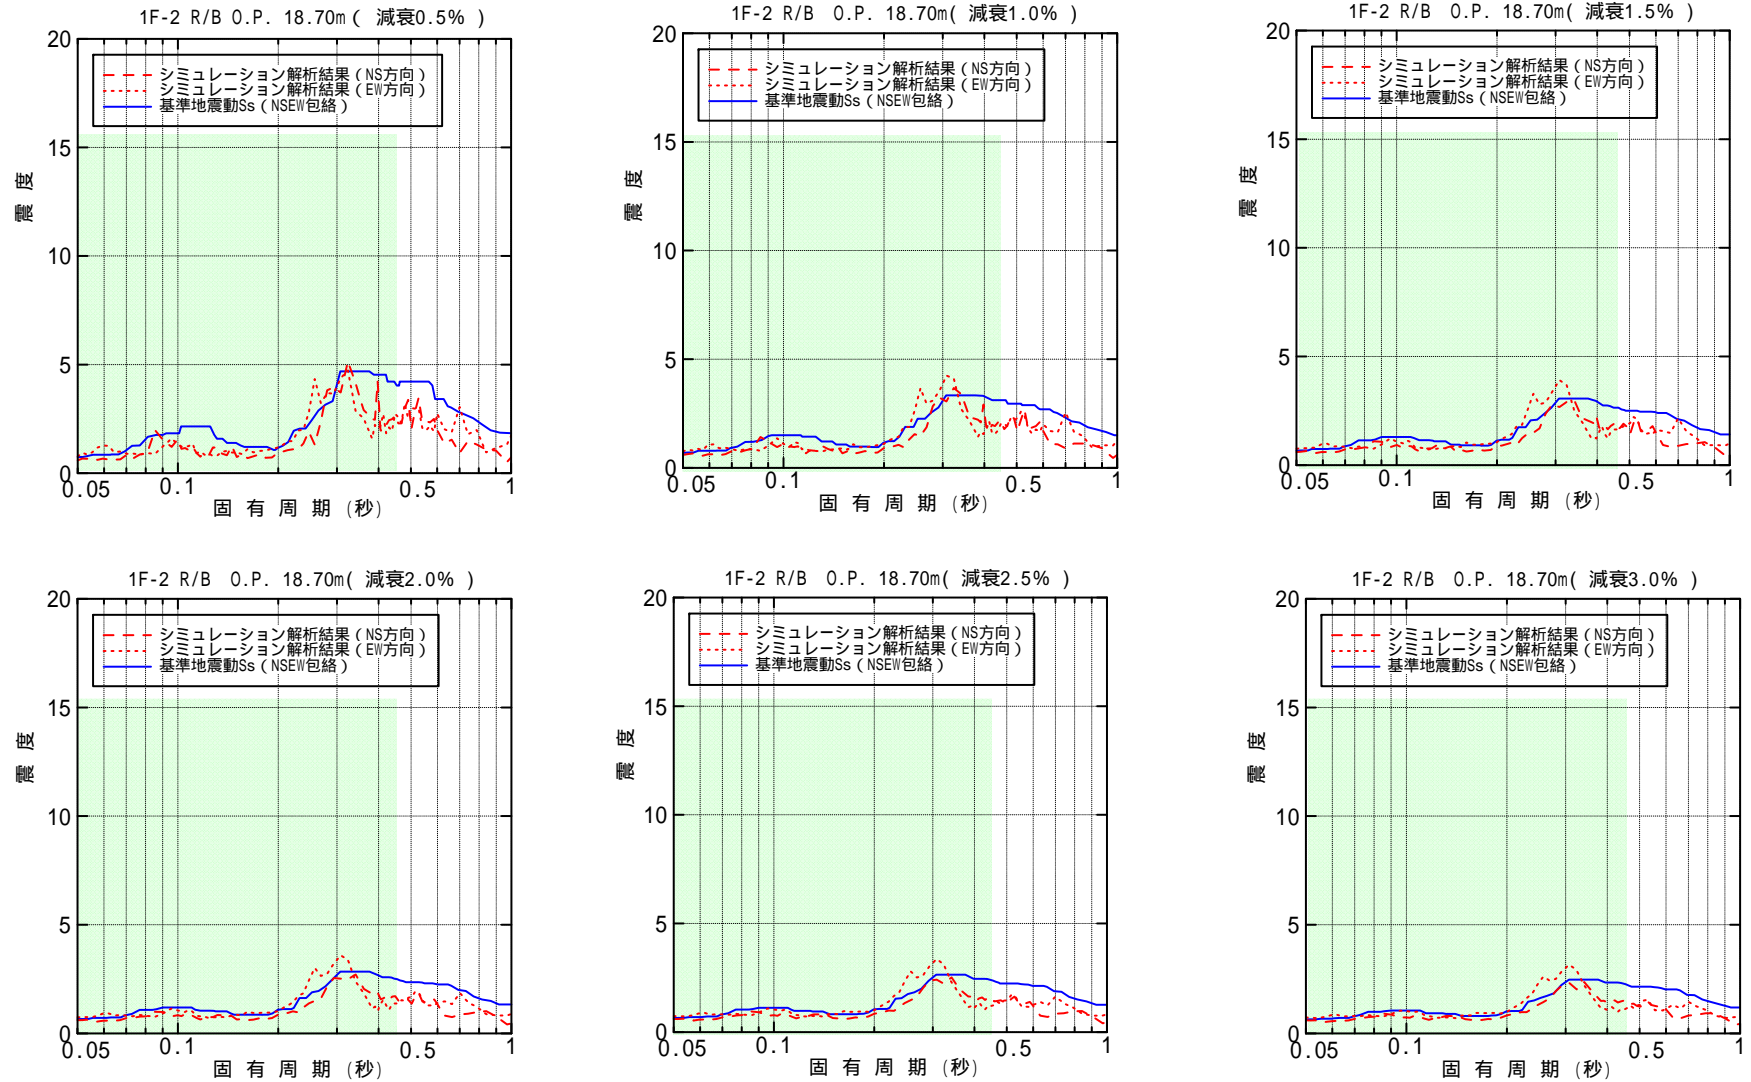 1F-2 R/B O.P. 18.70m( 減衰0.5% )
20
15
10
5
0
震度
シミュレーション解析結果(NS方向)
シミュレーション解析結果(EW方向)
基準地震動Ss(NSEW包絡)
0.05 0.1 0.5 1
固有周期(秒)
1F-2 R/B O.P. 18.70m( 減衰1.0% )
20
15
10
5
0
震度
シミュレーション解析結果(NS方向)
シミュレーション解析結果(EW方向)
基準地震動Ss(NSEW包絡)
0.05 0.1 0.5 1
固有周期(秒)
1F-2 R/B O.P. 18.70m( 減衰1.5% )
20
15
10
5
0
震度
シミュレーション解析結果(NS方向)
シミュレーション解析結果(EW方向)
基準地震動Ss(NSEW包絡)
0.05 0.1 0.5 1
固有周期(秒)
1F-2 R/B O.P. 18.70m( 減衰2.0% )
20
15
10
5
0
震度
シミュレーション解析結果(NS方向)
シミュレーション解析結果(EW方向)
基準地震動Ss(NSEW包絡)
0.05 0.1 0.5 1
固有周期(秒)
1F-2 R/B O.P. 18.70m( 減衰2.5% )
20
15
10
5
0
震度
シミュレーション解析結果(NS方向)
シミュレーション解析結果(EW方向)
基準地震動Ss(NSEW包絡)
0.05 0.1 0.5 1
固有周期(秒)
1F-2 R/B O.P. 18.70m( 減衰3.0% )
20
15
10
5
0
震度
シミュレーション解析結果(NS方向)
シミュレーション解析結果(EW方向)
基準地震動Ss(NSEW包絡)
0.05 0.1 0.5 1
固有周期(秒)